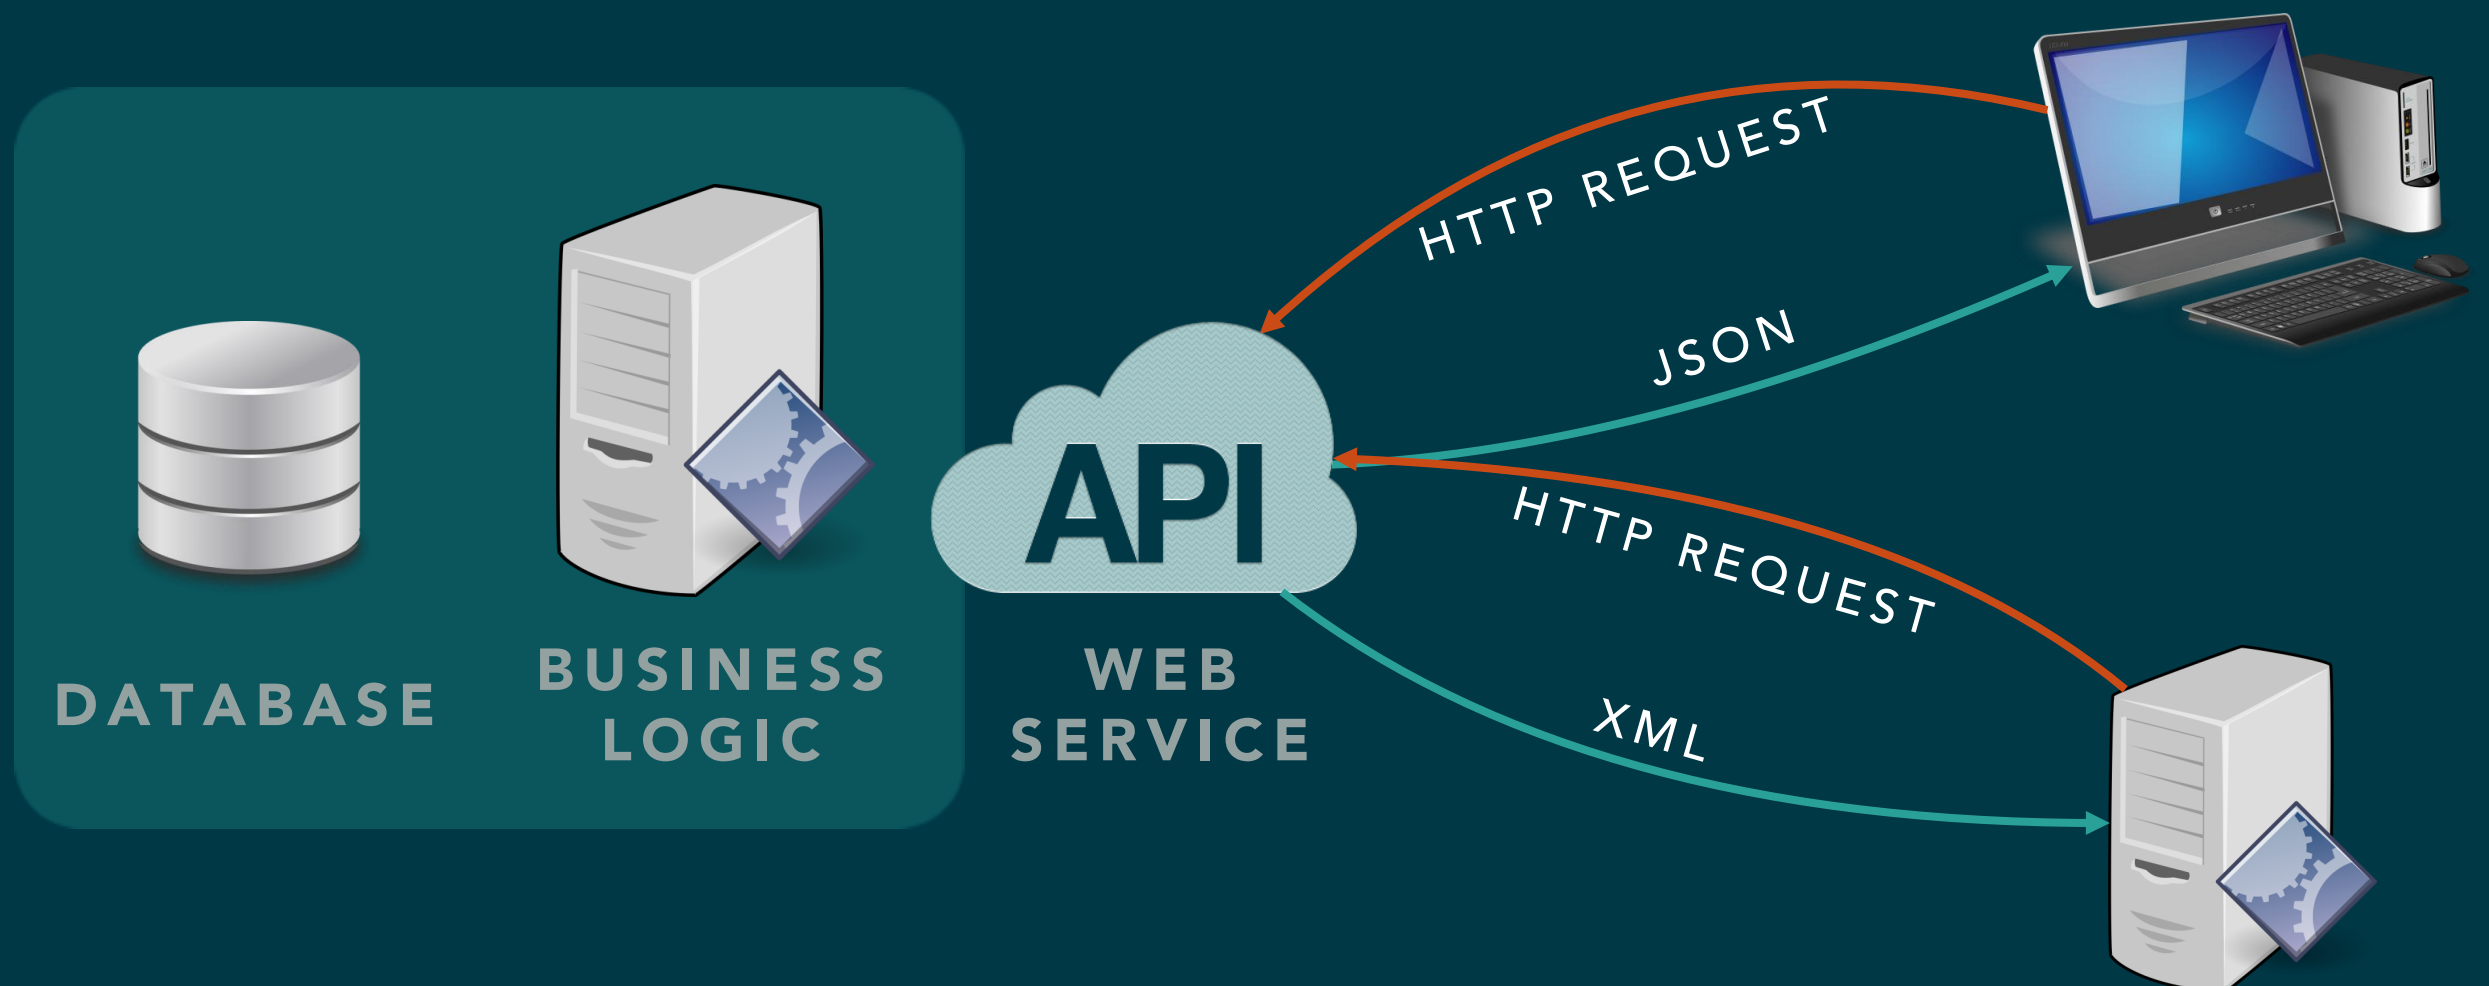 HTTP REQUEST
JSON
API
HTTP REQUEST
DATABASE
BUSINESS
LOGIC
WEB
SERVICE
XML